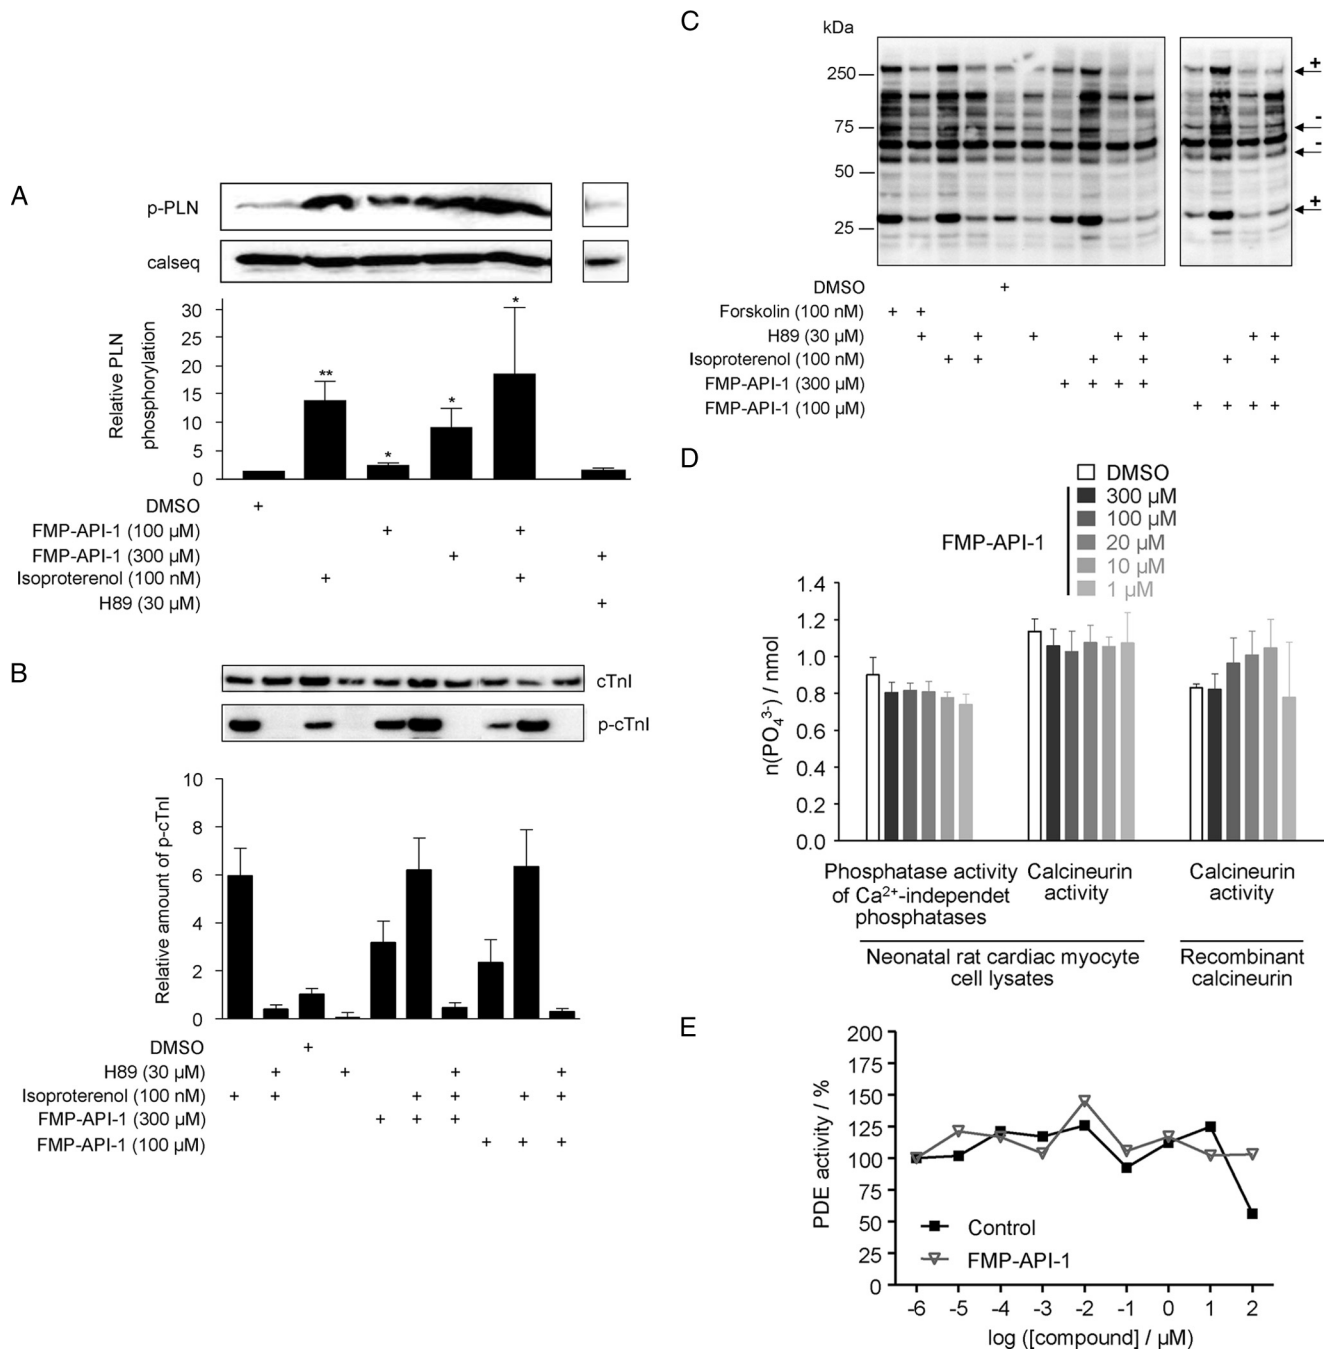 A
p-PLN
calseq
Relative PLN
phosphorylation
30
25
20
15
10
5
0
**
*
*
*
DMSO +
FMP-API-1 (100 µM) + +
FMP-API-1 (300 µM) + +
Isoproterenol (100 nM) + +
H89 (30 µM) +
B
cTnI
p-cTnI
Relative amount of p-cTnI
10
8
6
4
2
0
DMSO +
H89 (30 µM) + + + +
Isoproterenol (100 nM) + + + + + +
FMP-API-1 (300 µM) + + +
FMP-API-1 (100 µM) + + +
C
kDa
250
75
50
25
+
-
-
+
DMSO +
Forskolin (100 nM) + +
H89 (30 µM) + + + + + + +
Isoproterenol (100 nM) + + + + + +
FMP-API-1 (300 µM) + + + +
FMP-API-1 (100 µM) + + + +
D
DMSO
FMP-API-1
300 µM
100 µM
20 µM
10 µM
1 µM
n(PO₄³⁻) / nmol
1.4
1.2
1.0
0.8
0.6
0.4
0.2
0.0
Phosphatase activity
of Ca²⁺-independet
phosphatases
Calcineurin
activity
Calcineurin
activity
Neonatal rat cardiac myocyte
cell lysates
Recombinant
calcineurin
E
PDE activity / %
200
175
150
125
100
75
50
25
0
Control
FMP-API-1
-6 -5 -4 -3 -2 -1 0 1 2
log ([compound] / µM)